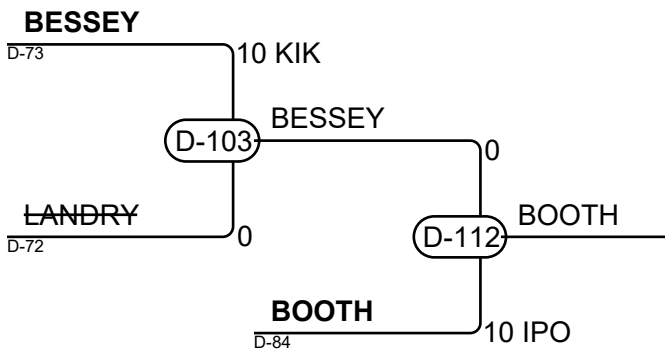 BESSEY
D-73
10 KIK
D-103
BESSEY
LANDRY
D-72
0
0
D-112
BOOTH
BOOTH
D-84
10 IPO